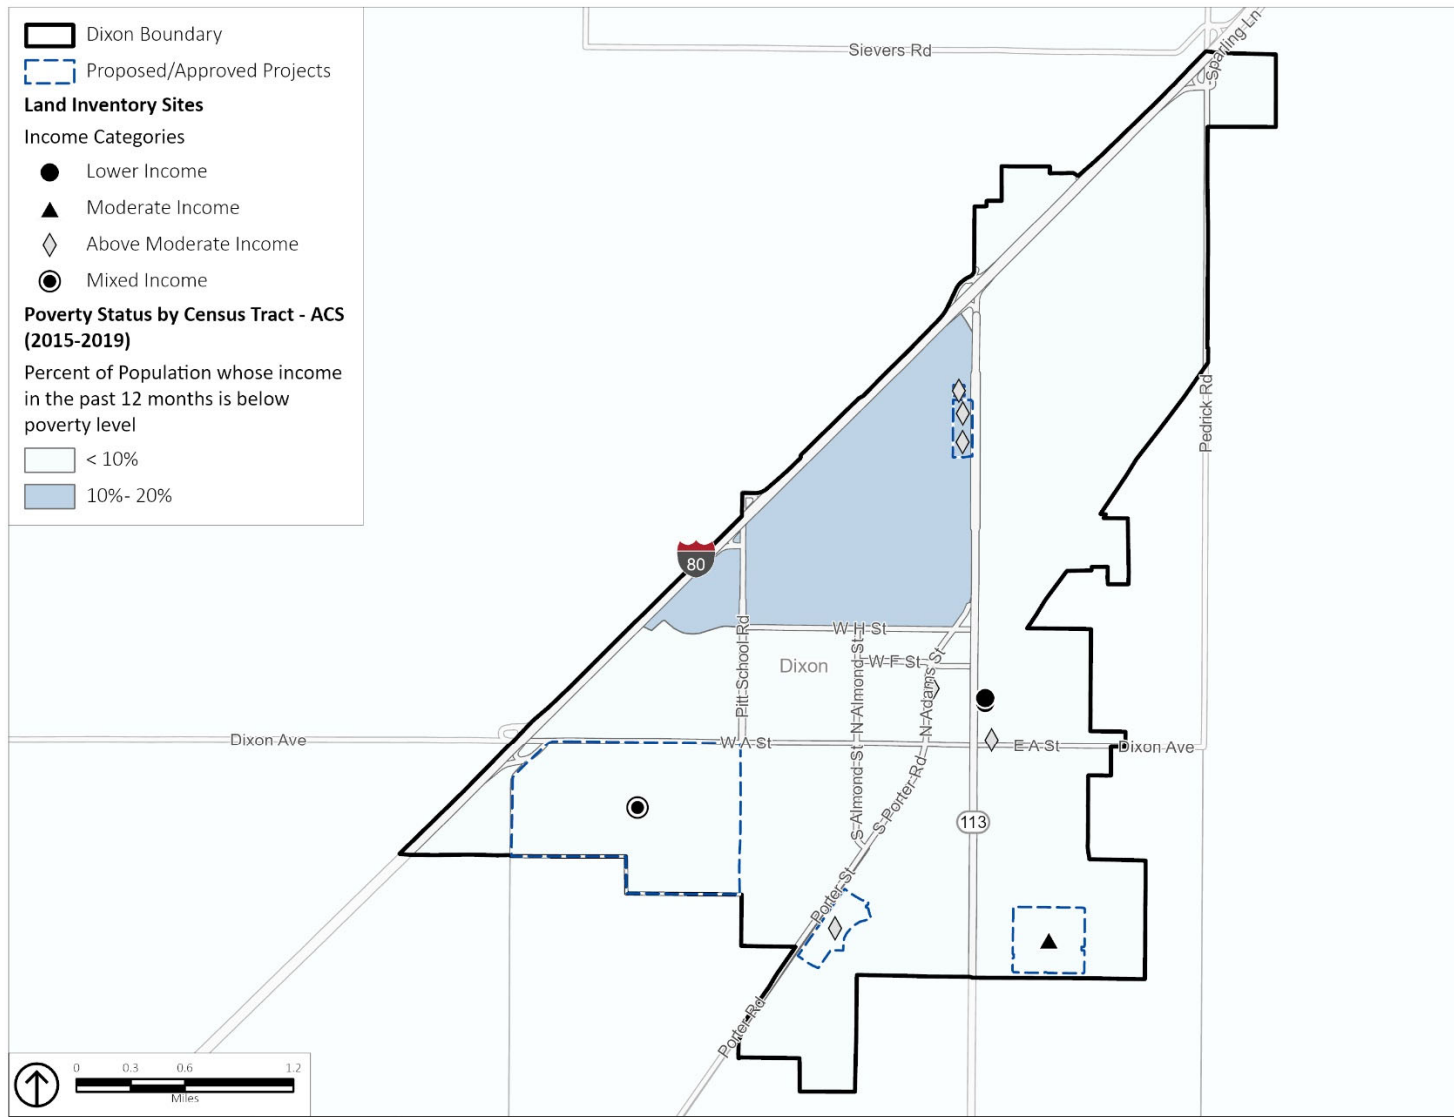 Dixon Boundary
Proposed/Approved Projects
Land Inventory Sites
Income Categories
Lower Income
Moderate Income
Above Moderate Income
Mixed Income
Poverty Status by Census Tract - ACS
(2015-2019)
Percent of Population whose income
in the past 12 months is below
poverty level
< 10%
10%- 20%
Sievers Rd
Sparling Ln
Pedrick Rd
80
Pitt School Rd
W H St
W F St
Dixon
N Almond St
N Adams St
Dixon Ave
W A St
E A St
Dixon Ave
S Almond St
S Porter Rd
113
Porter St
Porter Rd
0 0.3 0.6 1.2
Miles